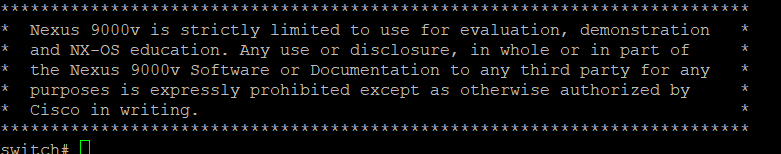 ***************************************************************************
*  Nexus 9000v is strictly limited to use for evaluation, demonstration   *
*  and NX-OS education. Any use or disclosure, in whole or in part of     *
*  the Nexus 9000v Software or Documentation to any third party for any   *
*  purposes is expressly prohibited except as otherwise authorized by     *
*  Cisco in writing.                                                      *
***************************************************************************
switch#